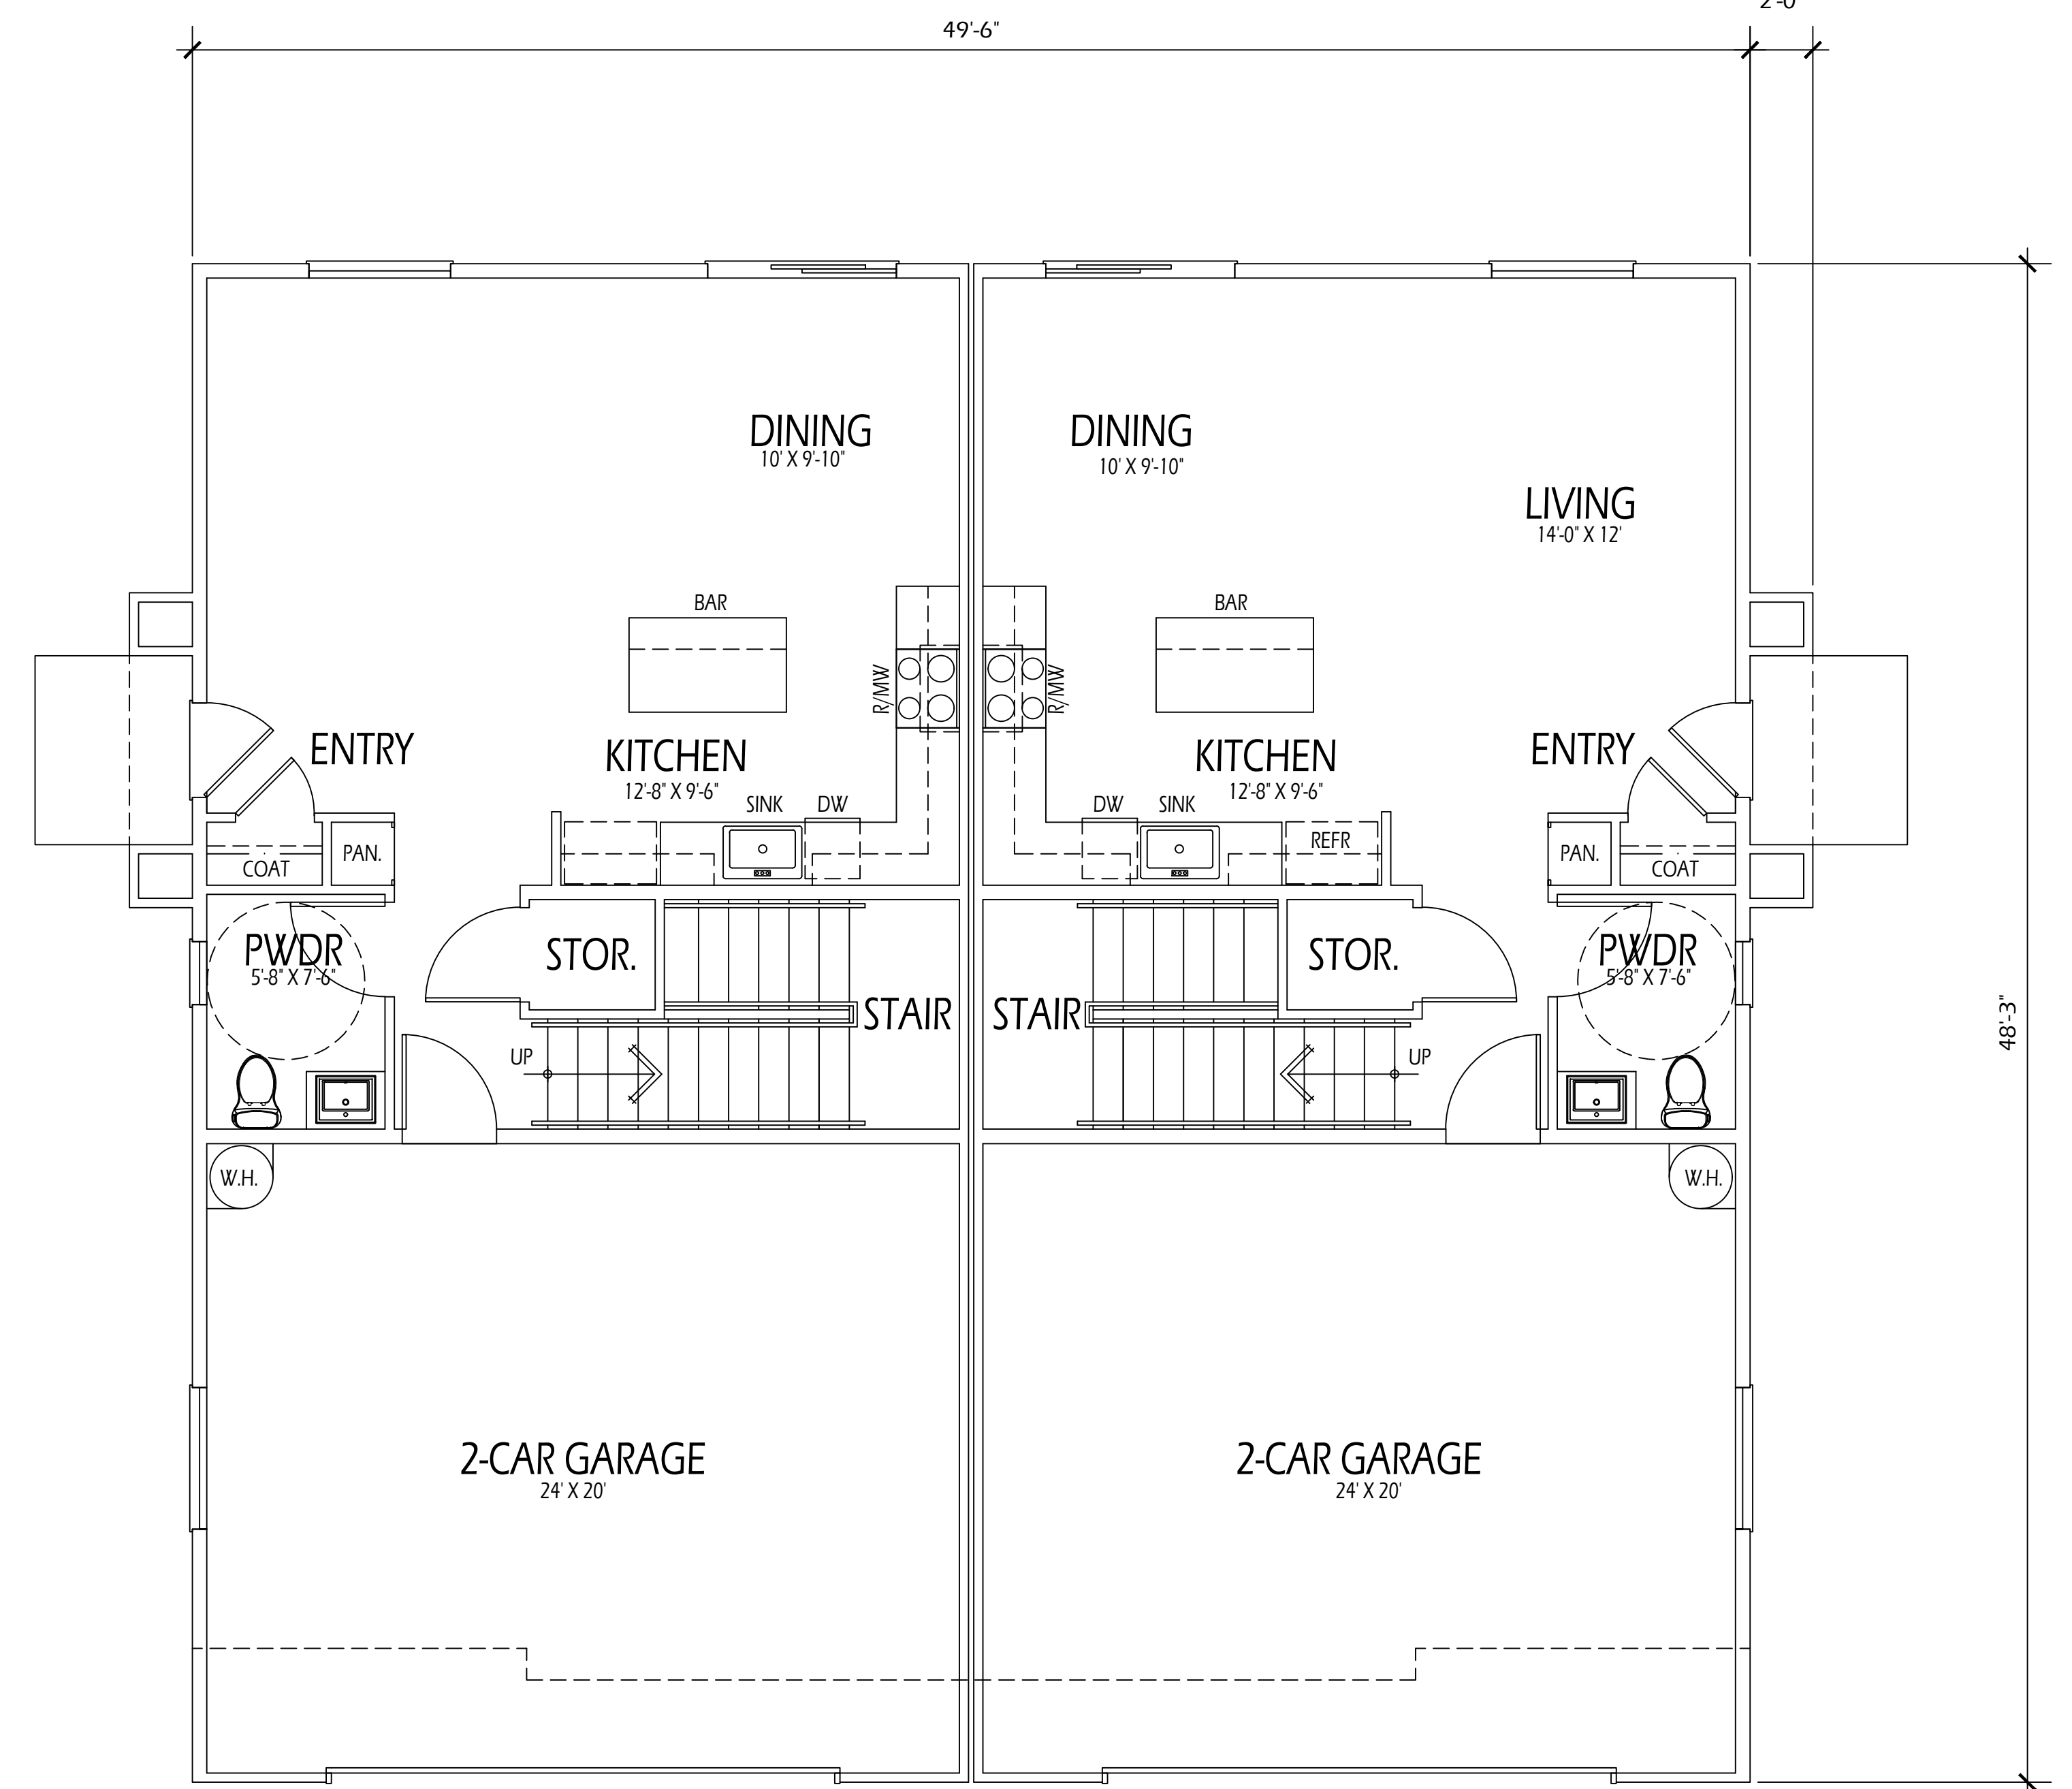 2'-0"
49'-6"
DINING
10' X 9'-10"
DINING
10' X 9'-10"
LIVING
14'-0" X 12'
BAR
BAR
R/MW
R/MW
ENTRY
KITCHEN
12'-8" X 9'-6"
KITCHEN
12'-8" X 9'-6"
ENTRY
SINK
DW
DW
SINK
REFR
COAT
PAN.
PAN.
COAT
PWDR
5'-8" X 7'-6"
STOR.
STOR.
PWDR
5'-8" X 7'-6"
STAIR
STAIR
48'-3"
UP
UP
W.H.
W.H.
2-CAR GARAGE
24' X 20'
2-CAR GARAGE
24' X 20'